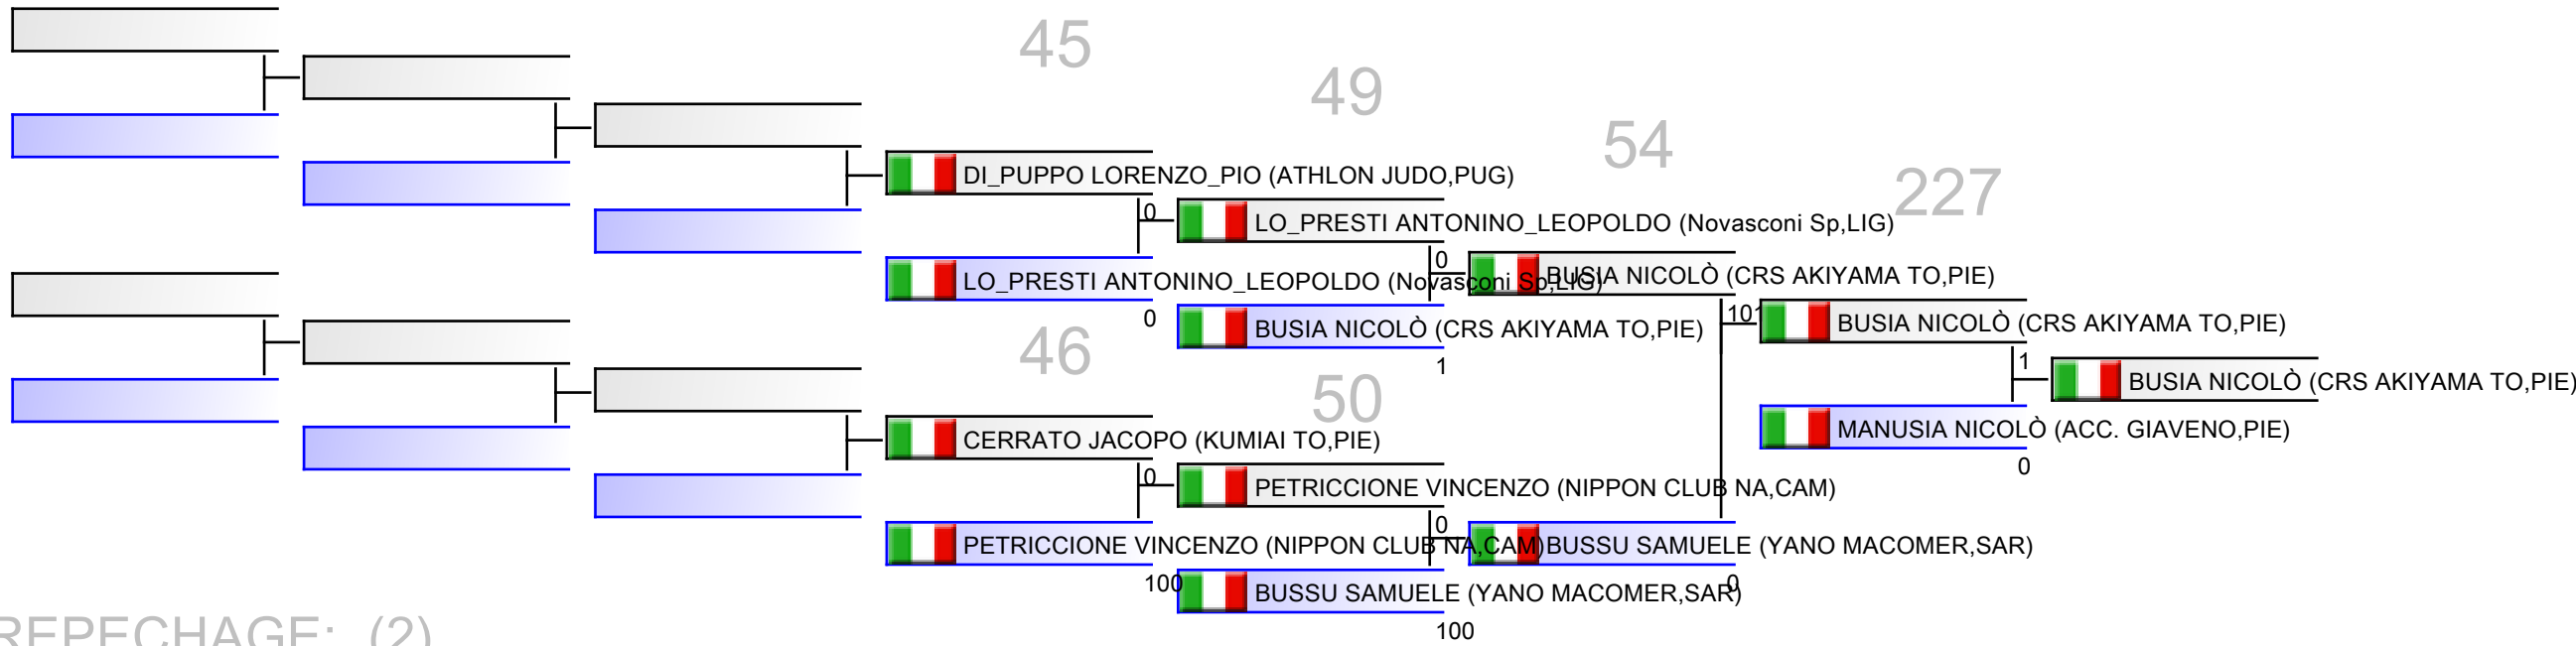 45
49
54
DI_PUPPO LORENZO_PIO (ATHLON JUDO,PUG)
227
0
LO_PRESTI ANTONINO_LEOPOLDO (Novasconi Sp,LIG)
0
LO_PRESTI ANTONINO_LEOPOLDO (Novasconi Sp,LIG)
BUSIA NICOLÒ (CRS AKIYAMA TO,PIE)
0
BUSIA NICOLÒ (CRS AKIYAMA TO,PIE)
101
BUSIA NICOLÒ (CRS AKIYAMA TO,PIE)
46
1
1
50
BUSIA NICOLÒ (CRS AKIYAMA TO,PIE)
CERRATO JACOPO (KUMIAI TO,PIE)
MANUSIA NICOLÒ (ACC. GIAVENO,PIE)
0
0
PETRICCIONE VINCENZO (NIPPON CLUB NA,CAM)
0
PETRICCIONE VINCENZO (NIPPON CLUB NA,CAM)
BUSSU SAMUELE (YANO MACOMER,SAR)
100
BUSSU SAMUELE (YANO MACOMER,SAR)
0
100
REPECHAGE: (2)